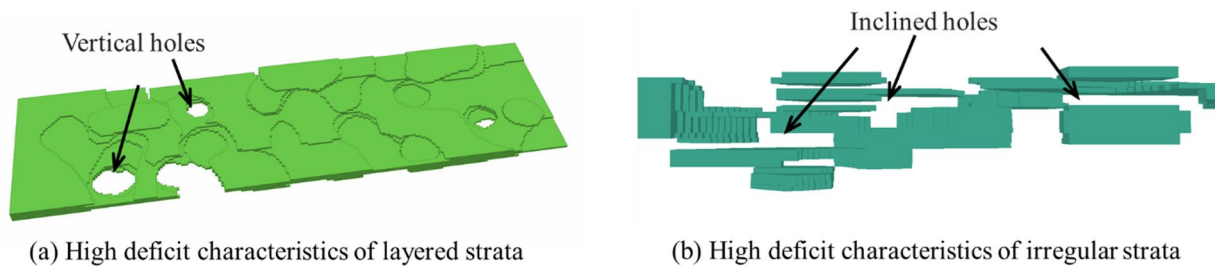 Vertical holes
Inclined holes
(a) High deficit characteristics of layered strata
(b) High deficit characteristics of irregular strata